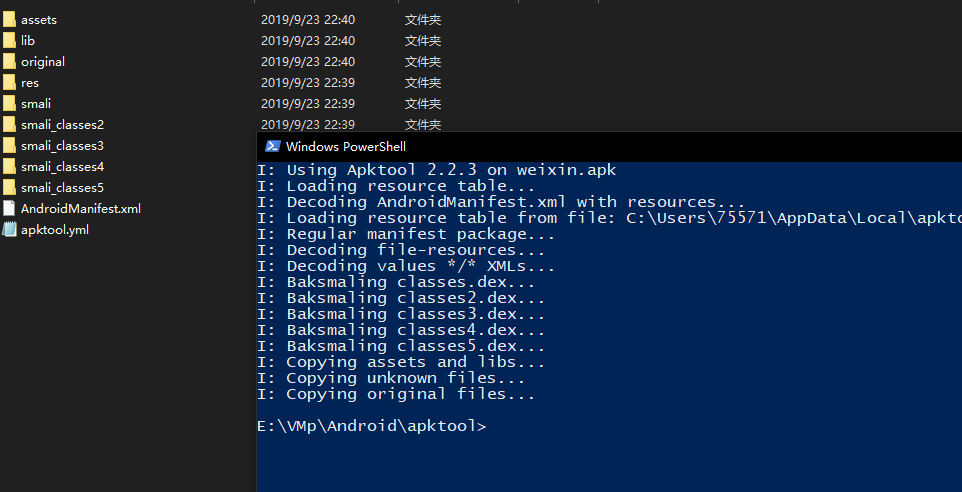 assets 2019/9/23 22:40 文件夹
lib 2019/9/23 22:40 文件夹
original 2019/9/23 22:40 文件夹
res 2019/9/23 22:39 文件夹
smali 2019/9/23 22:39 文件夹
smali_classes2 2019/9/23 22:39 文件夹
smali_classes3
smali_classes4
smali_classes5
AndroidManifest.xml
apktool.yml
Windows PowerShell
I: Using Apktool 2.2.3 on weixin.apk
I: Loading resource table...
I: Decoding AndroidManifest.xml with resources...
I: Loading resource table from file: C:\Users\75571\AppData\Local\apkto
I: Regular manifest package...
I: Decoding file-resources...
I: Decoding values */* XMLs...
I: Baksmaling classes.dex...
I: Baksmaling classes2.dex...
I: Baksmaling classes3.dex...
I: Baksmaling classes4.dex...
I: Baksmaling classes5.dex...
I: Copying assets and libs...
I: Copying unknown files...
I: Copying original files...
E:\VMp\Android\apktool>